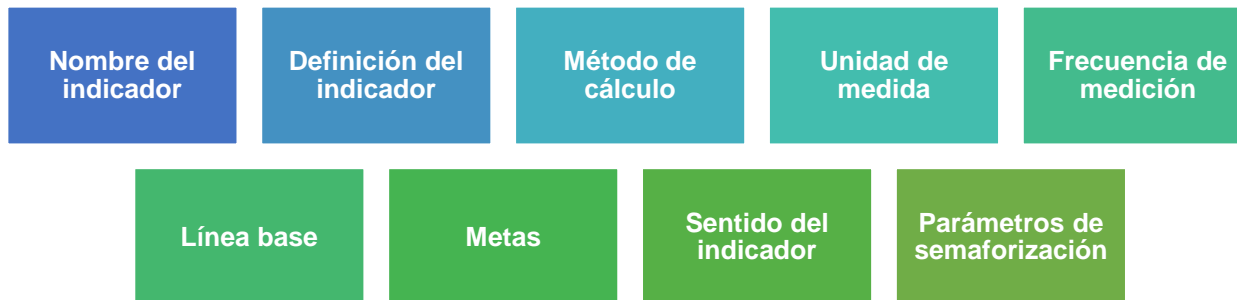 Nombre del
indicador
Definición del
indicador
Método de
cálculo
Unidad de
medida
Frecuencia de
medición
Línea base
Metas
Sentido del
indicador
Parámetros de
semaforización